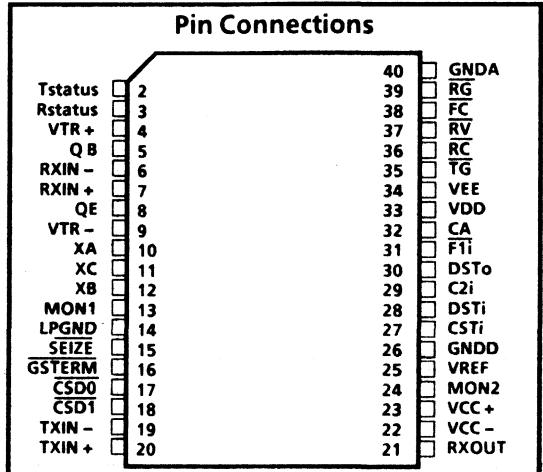 Pin Connections
40 GNDA
Tstatus 2 39 RG
Rstatus 3 38 FC
VTR + 4 37 RV
Q B 5 36 RC
RXIN – 6 35 TG
RXIN + 7 34 VEE
QE 8 33 VDD
VTR – 9 32 CA
XA 10 31 F1i
XC 11 30 DSTo
XB 12 29 C2i
MON1 13 28 DSTi
LPGND 14 27 CSTi
SEIZE 15 26 GNDD
GSTERM 16 25 VREF
CSD0 17 24 MON2
CSD1 18 23 VCC +
TXIN – 19 22 VCC –
TXIN + 20 21 RXOUT